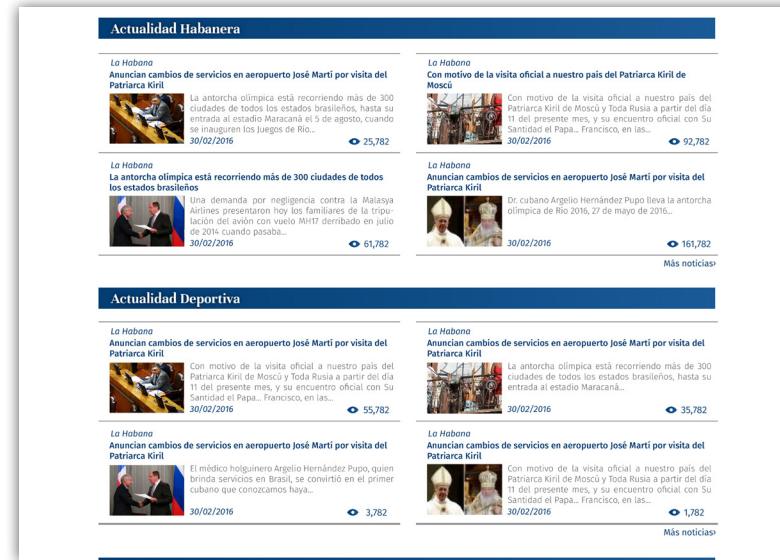 Actualidad Habanera
La Habana
Anuncian cambios de servicios en aeropuerto José Martí por visita del
Patriarca Kiril
La antorcha olímpica está recorriendo más de 300
ciudades de todos los estados brasileños, hasta su
entrada al estadio Maracaná el 5 de agosto, cuando
se inauguren los Juegos de Río...
30/02/2016
25,782
La Habana
Con motivo de la visita oficial a nuestro país del Patriarca Kiril de
Moscú
Con motivo de la visita oficial a nuestro país del
Patriarca Kiril de Moscú y Toda Rusia a partir del día
11 del presente mes, y su encuentro oficial con Su
Santidad el Papa... Francisco, en las...
30/02/2016
92,782
La Habana
La antorcha olímpica está recorriendo más de 300 ciudades de todos
los estados brasileños
Una demanda por negligencia contra la Malasya
Airlines presentaron hoy los familiares de la tripu-
lación del avión con vuelo MH17 derribado en julio
de 2014 cuando pasaba...
30/02/2016
61,782
La Habana
Anuncian cambios de servicios en aeropuerto José Martí por visita del
Patriarca Kiril
Dr. cubano Argelio Hernández Pupo lleva la antorcha
olímpica de Río 2016, 27 de mayo de 2016...
30/02/2016
161,782
Más noticias›
Actualidad Deportiva
La Habana
Anuncian cambios de servicios en aeropuerto José Martí por visita del
Patriarca Kiril
Con motivo de la visita oficial a nuestro país del
Patriarca Kiril de Moscú y Toda Rusia a partir del día
11 del presente mes, y su encuentro oficial con Su
Santidad el Papa... Francisco, en las...
30/02/2016
55,782
La Habana
Anuncian cambios de servicios en aeropuerto José Martí por visita del
Patriarca Kiril
La antorcha olímpica está recorriendo más de 300
ciudades de todos los estados brasileños, hasta su
entrada al estadio Maracaná...
30/02/2016
35,782
La Habana
Anuncian cambios de servicios en aeropuerto José Martí por visita del
Patriarca Kiril
El médico holguinero Argelio Hernández Pupo, quien
brinda servicios en Brasil, se convirtió en el primer
cubano que conozcamos haya...
30/02/2016
3,782
La Habana
Anuncian cambios de servicios en aeropuerto José Martí por visita del
Patriarca Kiril
Con motivo de la visita oficial a nuestro país del
Patriarca Kiril de Moscú y Toda Rusia a partir del día
11 del presente mes, y su encuentro oficial con Su
Santidad el Papa... Francisco, en las...
30/02/2016
1,782
Más noticias›